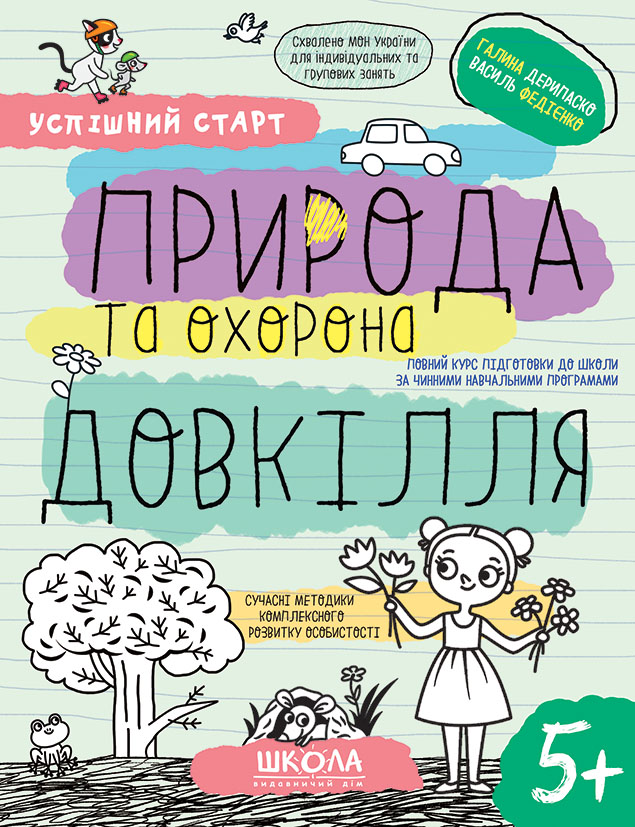 Схвалено МОН України
для індивідуальних та
групових занять
ГАЛИНА ДЕРИПАСКО
ВАСИЛЬ ФЕДІЄНКО
УСПІШНИЙ СТАРТ
ПРИРОДА
ТА ОХОРОНА
ПОВНИЙ КУРС ПІДГОТОВКИ ДО ШКОЛИ
ЗА ЧИННИМИ НАВЧАЛЬНИМИ ПРОГРАМАМИ
ДОВКІЛЛЯ
СУЧАСНІ МЕТОДИКИ
КОМПЛЕКСНОГО
РОЗВИТКУ ОСОБИСТОСТІ
ШКОЛА
видавничий дім
5+